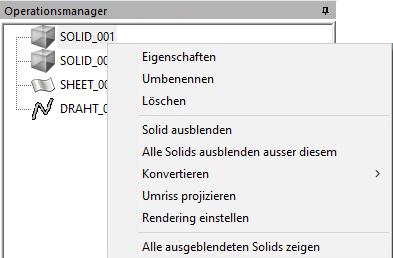 Operationsmanager
SOLID_001
SOLID_00
SHEET_00
DRAHT_0
Eigenschaften
Umbenennen
Löschen
Solid ausblenden
Alle Solids ausblenden ausser diesem
Konvertieren
Umriss projizieren
Rendering einstellen
Alle ausgeblendeten Solids zeigen